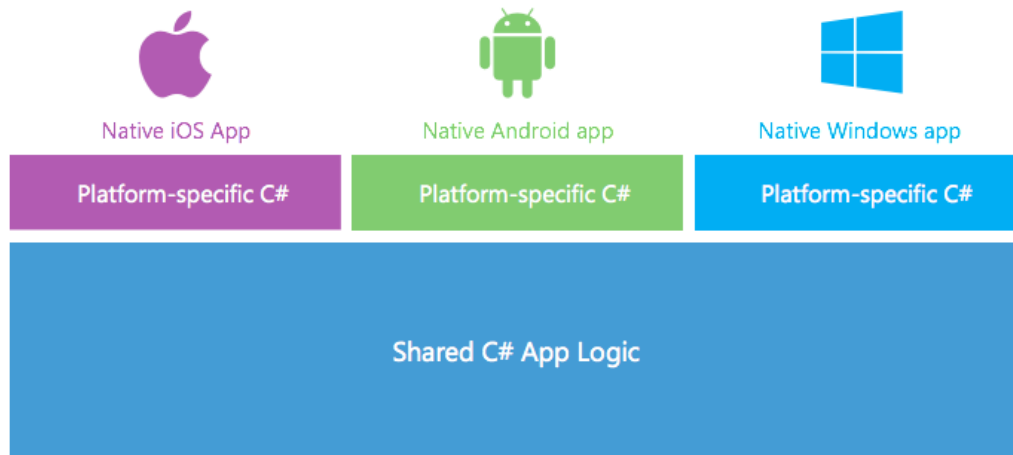 Native iOS App
Native Android app
Native Windows app
Platform-specific C#
Platform-specific C#
Platform-specific C#
Shared C# App Logic